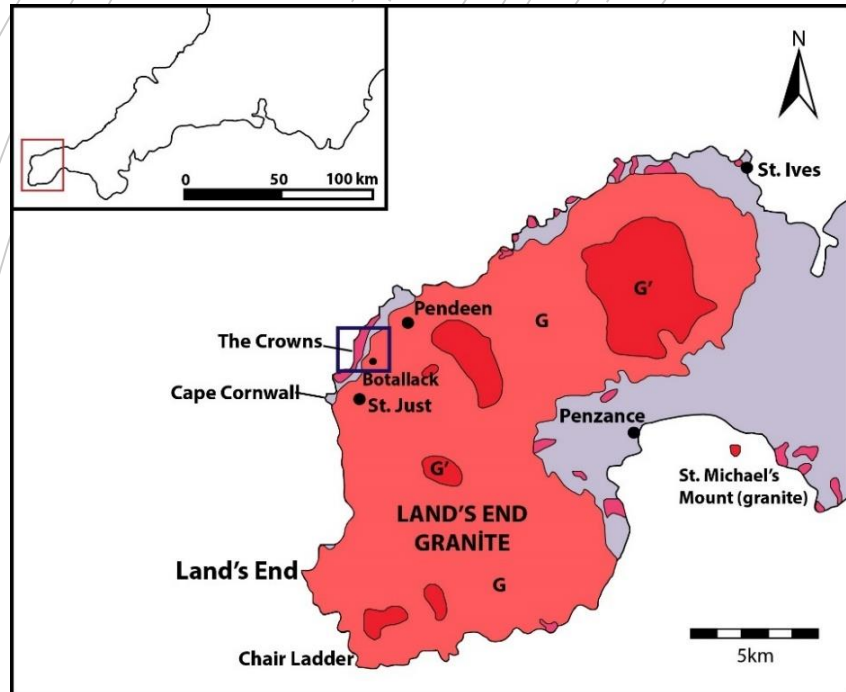 0 50 100 km
N
St. Ives
G'
Pendeen
G
The Crowns
Botallack
Cape Cornwall
St. Just
Penzance
G'
St. Michael's
Mount (granite)
LAND'S END
GRANİTE
Land's End
G
Chair Ladder
5km